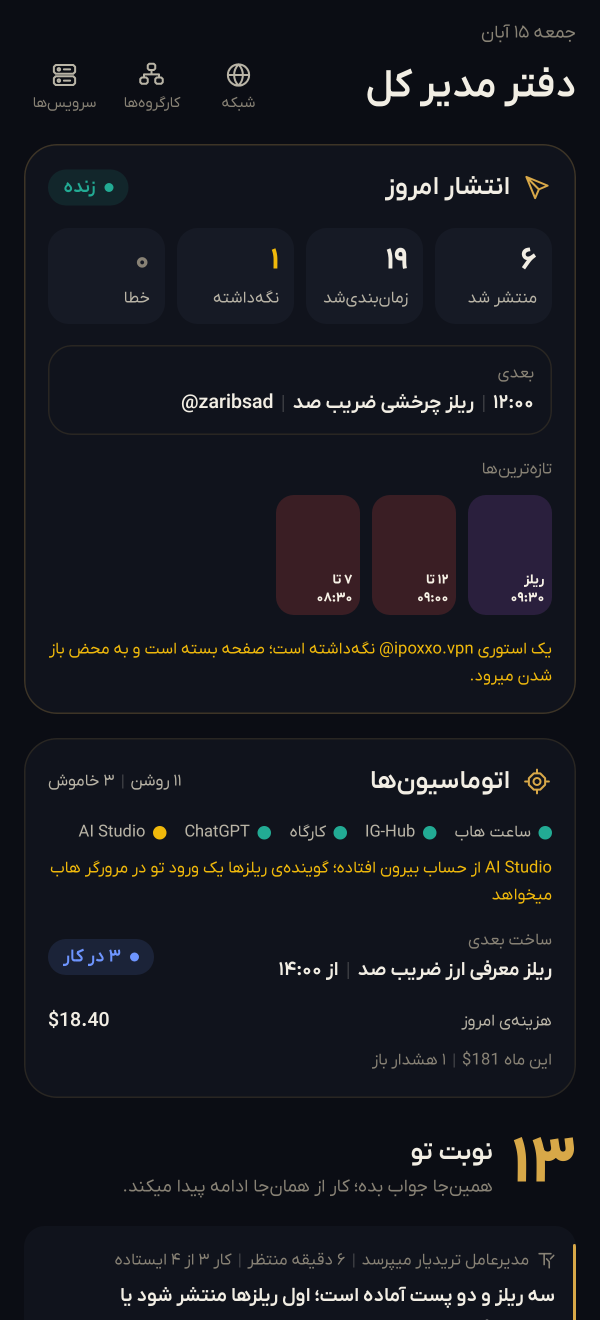 جمعه ۱۵ آبان
دفتر مدیر کل
شبکه
کارگروه‌ها
سرویس‌ها
انتشار امروز
زنده
۶
منتشر شد
۱۹
زمان‌بندی‌شد
۱
نگه‌داشته
۰
خطا
بعدی
۱۲:۰۰ | ریلز چرخشی ضریب صد | @zaribsad
تازه‌ترین‌ها
ریلز
۰۹:۳۰
۱۲ تا
۰۹:۰۰
۷ تا
۰۸:۳۰
یک استوری @ipoxxo.vpn نگه‌داشته است؛ صفحه بسته است و به محض باز
شدن میرود.
اتوماسیون‌ها
۱۱ روشن | ۳ خاموش
ساعت هاب
IG-Hub
کارگاه
ChatGPT
AI Studio
AI Studio از حساب بیرون افتاده؛ گوینده‌ی ریلزها یک ورود تو در مرورگر هاب
میخواهد
ساخت بعدی
ریلز معرفی ارز ضریب صد | از ۱۴:۰۰
۳ در کار
هزینه‌ی امروز
$18.40
این ماه $181 | ۱ هشدار باز
۱۳
نوبت تو
همین‌جا جواب بده؛ کار از همان‌جا ادامه پیدا میکند.
مدیرعامل تریدیار میپرسد | ۶ دقیقه منتظر | کار ۳ از ۴ ایستاده
سه ریلز و دو پست آماده است؛ اول ریلزها منتشر شود یا